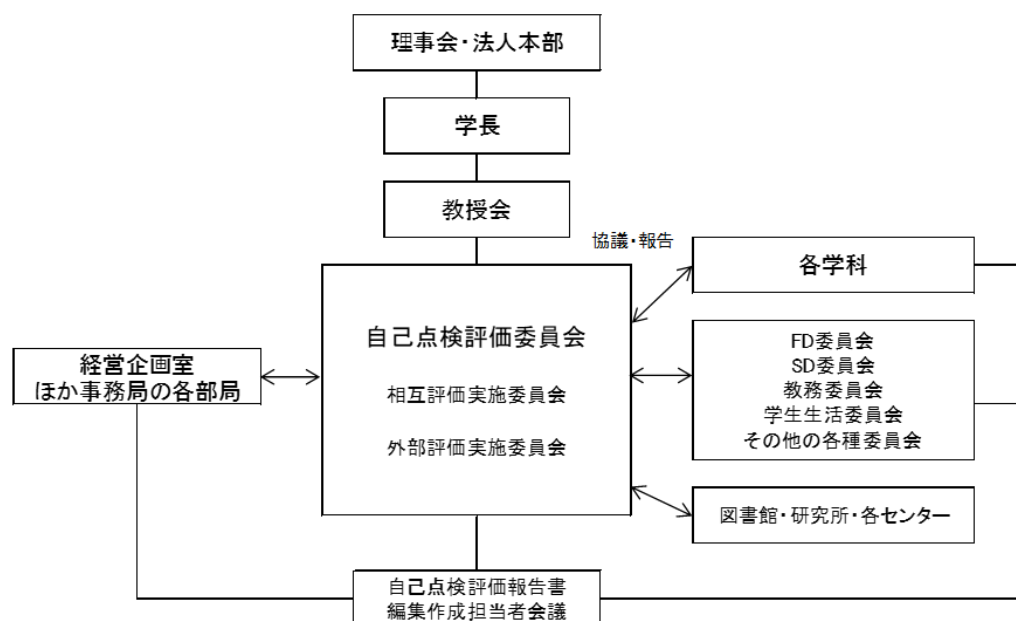 理事会・法人本部
学長
教授会
協議・報告
各学科
自己点検評価委員会
相互評価実施委員会
外部評価実施委員会
経営企画室
ほか事務局の各部局
FD委員会
SD委員会
教務委員会
学生生活委員会
その他の各種委員会
図書館・研究所・各センター
自己点検評価報告書
編集作成担当者会議